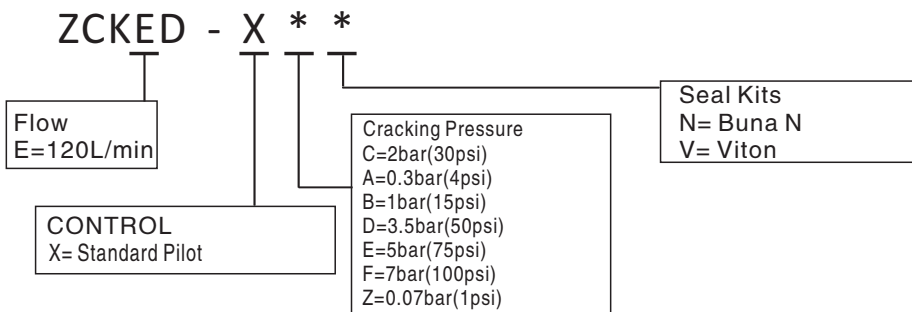 ZCKED - X * *
Flow
E=120L/min
CONTROL
X= Standard Pilot
Cracking Pressure
C=2bar(30psi)
A=0.3bar(4psi)
B=1bar(15psi)
D=3.5bar(50psi)
E=5bar(75psi)
F=7bar(100psi)
Z=0.07bar(1psi)
Seal Kits
N= Buna N
V= Viton